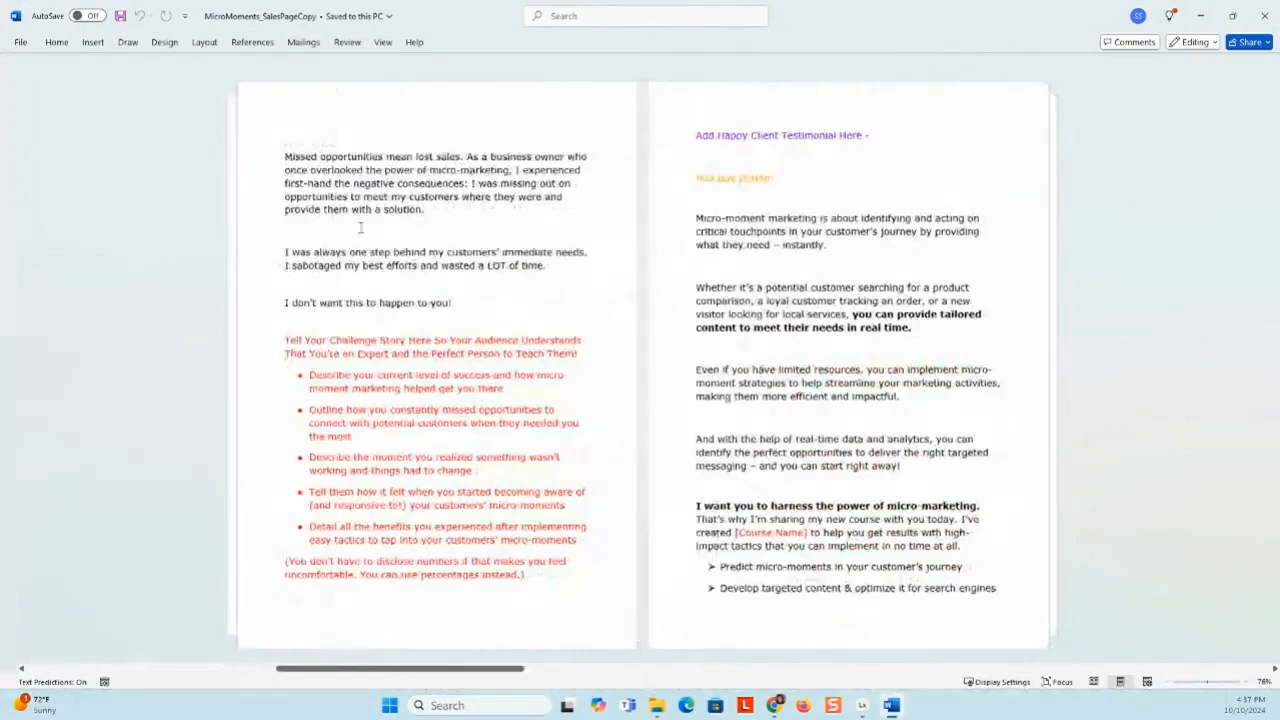 AutoSave Off MicroMoments_SalesPageCopy • Saved to this PC Search SS
File Home Insert Draw Design Layout References Mailings Review View Help Comments Editing Share
Missed opportunities mean lost sales. As a business owner who
once overlooked the power of micro-marketing, I experienced
first-hand the negative consequences: I was missing out on
opportunities to meet my customers where they were and
provide them with a solution.
I was always one step behind my customers' immediate needs.
I sabotaged my best efforts and wasted a LOT of time.
I don't want this to happen to you!
Tell Your Challenge Story Here So Your Audience Understands
That You're an Expert and the Perfect Person to Teach Them!
• Describe your current level of success and how micro-
moment marketing helped get you there
• Outline how you constantly missed opportunities to
connect with potential customers when they needed you
the most
• Describe the moment you realized something wasn't
working and things had to change
• Tell them how it felt when you started becoming aware of
(and responsive to!) your customers' micro-moments
• Detail all the benefits you experienced after implementing
easy tactics to tap into your customers' micro-moments
(You don't have to disclose numbers if that makes you feel
uncomfortable. You can use percentages instead.)
Add Happy Client Testimonial Here -
Micro-moment marketing is about identifying and acting on
critical touchpoints in your customer's journey by providing
what they need – instantly.
Whether it's a potential customer searching for a product
comparison, a loyal customer tracking an order, or a new
visitor looking for local services, you can provide tailored
content to meet their needs in real time.
Even if you have limited resources, you can implement micro-
moment strategies to help streamline your marketing activities,
making them more efficient and impactful.
And with the help of real-time data and analytics, you can
identify the perfect opportunities to deliver the right targeted
messaging – and you can start right away!
I want you to harness the power of micro-marketing.
That's why I'm sharing my new course with you today. I've
created [Course Name] to help you get results with high-
impact tactics that you can implement in no time at all.
➤ Predict micro-moments in your customer's journey
➤ Develop targeted content & optimize it for search engines
Text Predictions: On Display Settings Focus 76%
72°F
Sunny
Search
4:37 PM
10/10/2024